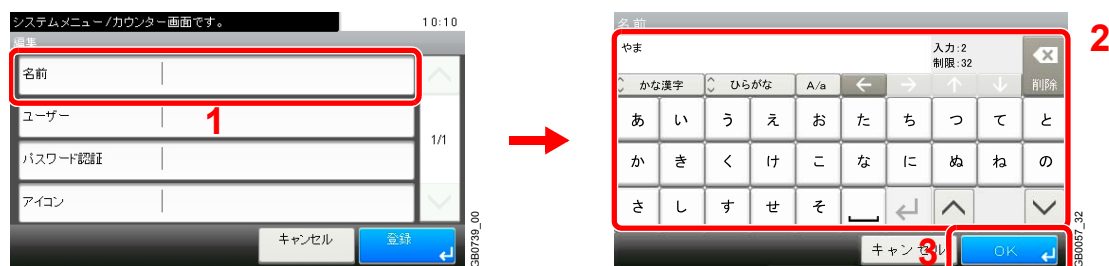 システムメニュー/カウンター画面です。 10:10
編集
名前
ユーザー
パスワード認証
アイコン
1/1
キャンセル 登録
1
GB0739_00
名前
やま
入力:2
制限:32
削除
かな漢字 ひらがな A/a ← → ↑ ↓
あ い う え お た ち つ て と
か き く け こ な に ぬ ね の
さ し す せ そ
キャンセル OK
2
3
GB0057_32